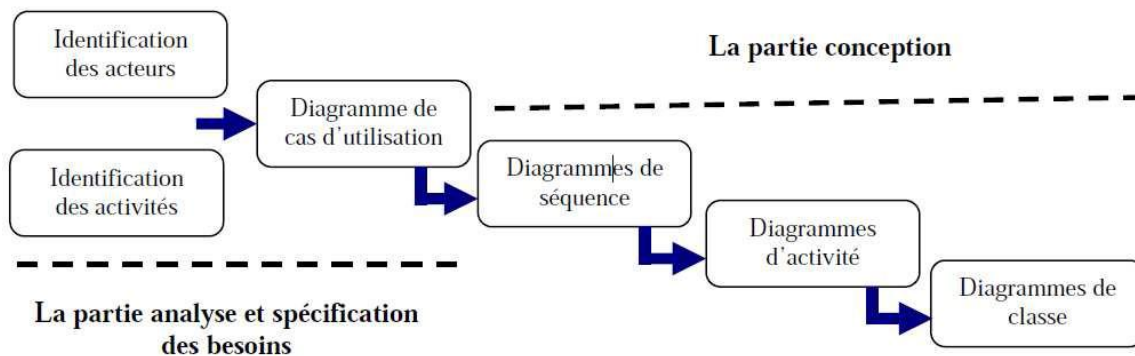 Identification
des acteurs
La partie conception
Diagramme de
cas d'utilisation
Identification
des activités
Diagrammes de
séquence
Diagrammes
d'activité
Diagrammes de
classe
La partie analyse et spécification
des besoins